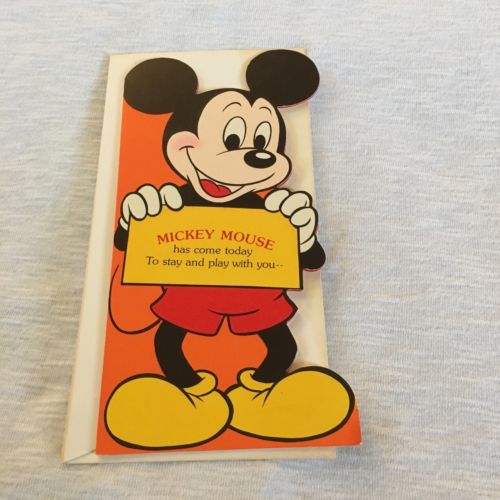 MICKEY MOUSE
has come today
To stay and play with you--